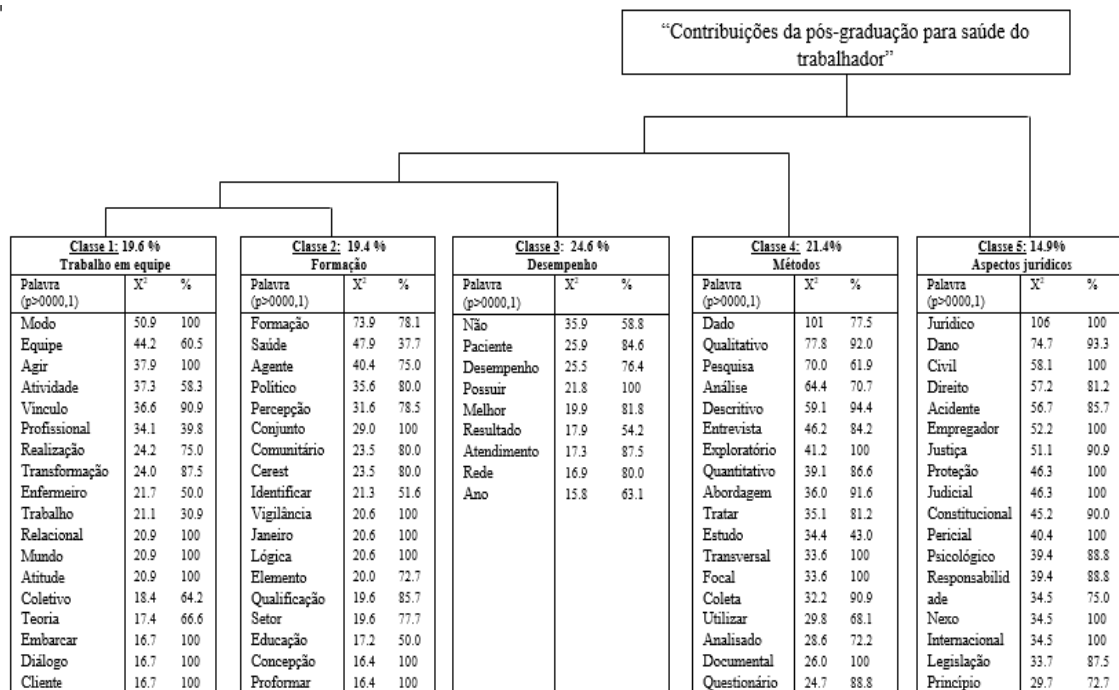 “Contribuições da pós-graduação para saúde do
trabalhador”
Classe 1: 19.6 %
Trabalho em equipe
Palavra X² %
(p>0000,1)
Modo 50.9 100
Equipe 44.2 60.5
Agir 37.9 100
Atividade 37.3 58.3
Vinculo 36.6 90.9
Profissional 34.1 39.8
Realização 24.2 75.0
Transformação 24.0 87.5
Enfermeiro 21.7 50.0
Trabalho 21.1 30.9
Relacional 20.9 100
Mundo 20.9 100
Atitude 20.9 100
Coletivo 18.4 64.2
Teoria 17.4 66.6
Embarcar 16.7 100
Diálogo 16.7 100
Cliente 16.7 100
Classe 2: 19.4 %
Formação
Palavra X² %
(p>0000,1)
Formação 73.9 78.1
Saúde 47.9 37.7
Agente 40.4 75.0
Político 35.6 80.0
Percepção 31.6 78.5
Conjunto 29.0 100
Comunitário 23.5 80.0
Cerest 23.5 80.0
Identificar 21.3 51.6
Vigilância 20.6 100
Janeiro 20.6 100
Lógica 20.6 100
Elemento 20.0 72.7
Qualificação 19.6 85.7
Setor 19.6 77.7
Educação 17.2 50.0
Concepção 16.4 100
Proformar 16.4 100
Classe 3: 24.6 %
Desempenho
Palavra X² %
(p>0000,1)
Não 35.9 58.8
Paciente 25.9 84.6
Desempenho 25.5 76.4
Possuir 21.8 100
Melhor 19.9 81.8
Resultado 17.9 54.2
Atendimento 17.3 87.5
Rede 16.9 80.0
Ano 15.8 63.1
Classe 4: 21.4%
Métodos
Palavra X² %
(p>0000,1)
Dado 101 77.5
Qualitativo 77.8 92.0
Pesquisa 70.0 61.9
Análise 64.4 70.7
Descritivo 59.1 94.4
Entrevista 46.2 84.2
Exploratório 41.2 100
Quantitativo 39.1 86.6
Abordagem 36.0 91.6
Tratar 35.1 81.2
Estudo 34.4 43.0
Transversal 33.6 100
Focal 33.6 100
Coleta 32.2 90.9
Utilizar 29.8 68.1
Analisado 28.6 72.2
Documental 26.0 100
Questionário 24.7 88.8
Classe 5: 14.9%
Aspectos jurídicos
Palavra X² %
(p>0000,1)
Jurídico 106 100
Dano 74.7 93.3
Civil 58.1 100
Direito 57.2 81.2
Acidente 56.7 85.7
Empregador 52.2 100
Justiça 51.1 90.9
Proteção 46.3 100
Judicial 46.3 100
Constitucional 45.2 90.0
Pericial 40.4 100
Psicológico 39.4 88.8
Responsabilid 39.4 88.8
ade 34.5 75.0
Nexo 34.5 100
Internacional 34.5 100
Legislação 33.7 87.5
Princípio 29.7 72.7